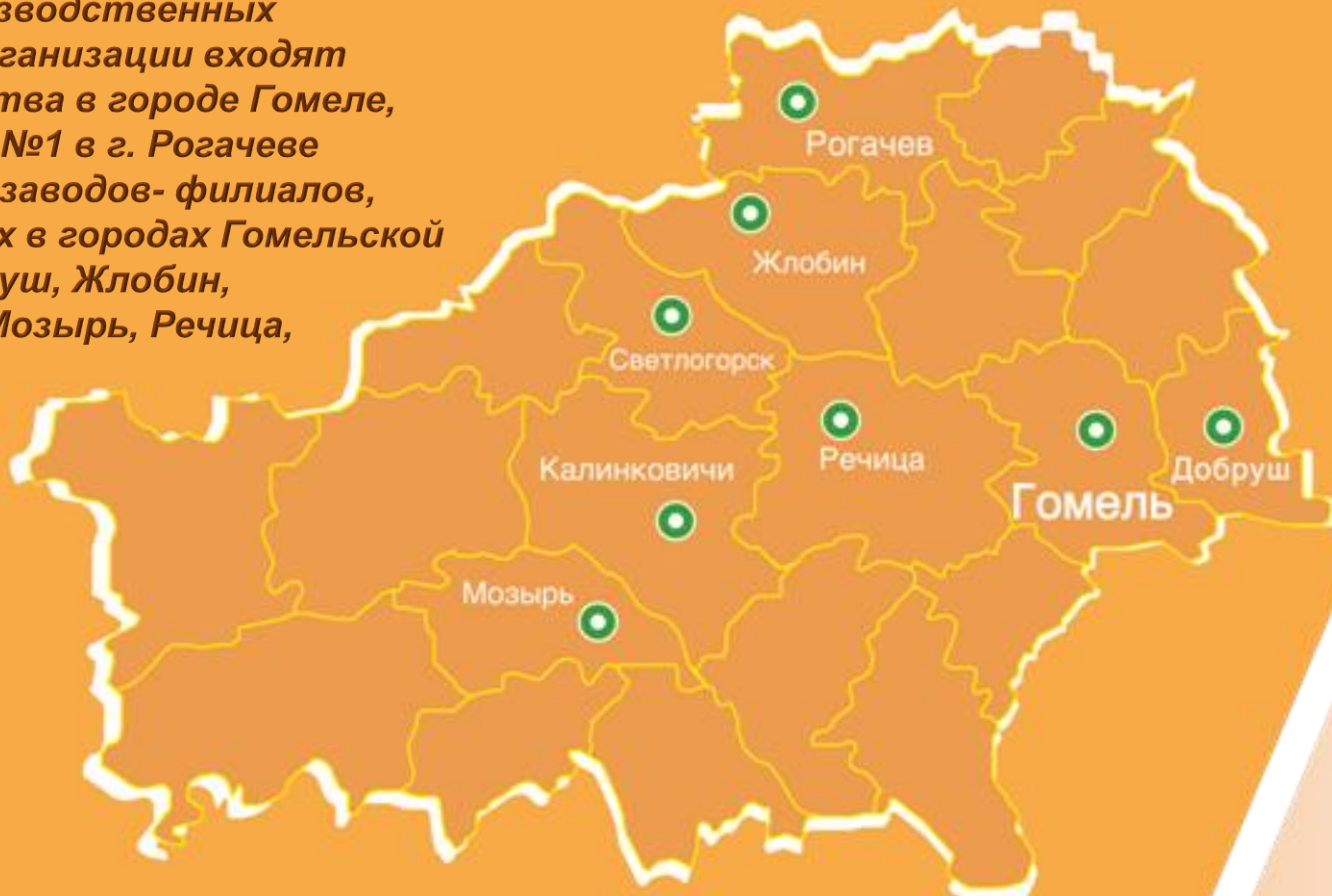 зводственных
ганизации входят
тва в городе Гомеле,
№1 в г. Рогачеве
заводов- филиалов,
х в городах Гомельской
уш, Жлобин,
Мозырь, Речица,
Рогачев
Жлобин
Светлогорск
Речица
Калинковичи
Добруш
Гомель
Мозырь